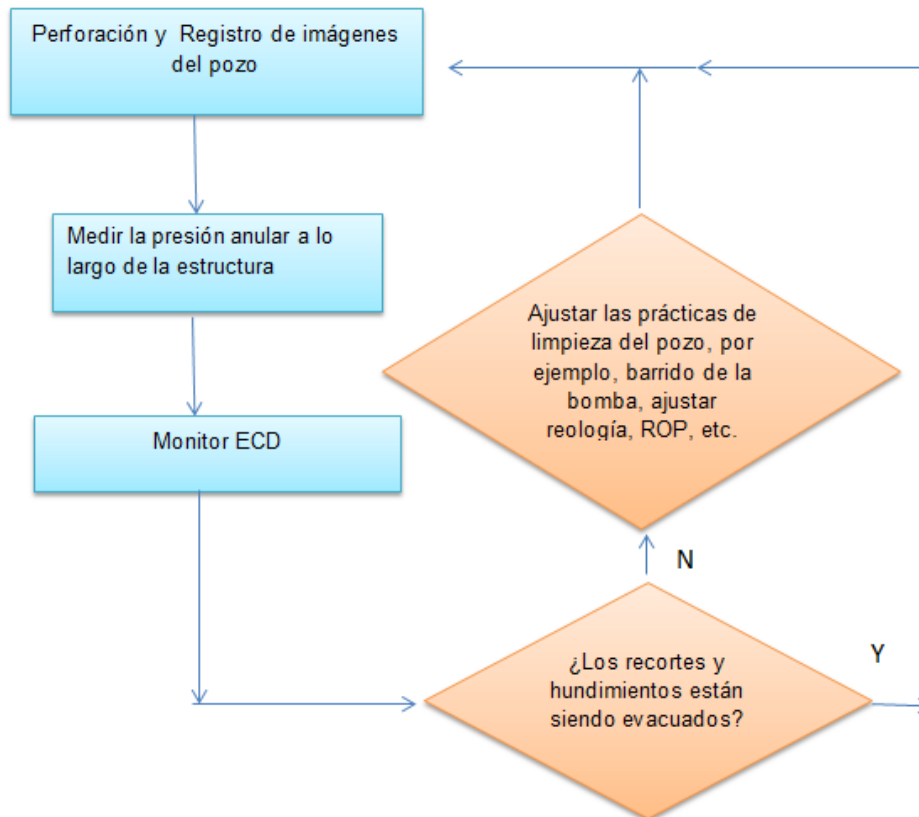 Perforación y Registro de imágenes
del pozo
Medir la presión anular a lo
largo de la estructura
Monitor ECD
Ajustar las prácticas de
limpieza del pozo, por
ejemplo, barrido de la
bomba, ajustar
reología, ROP, etc.
N
Y
¿Los recortes y
hundimientos están
siendo evacuados?